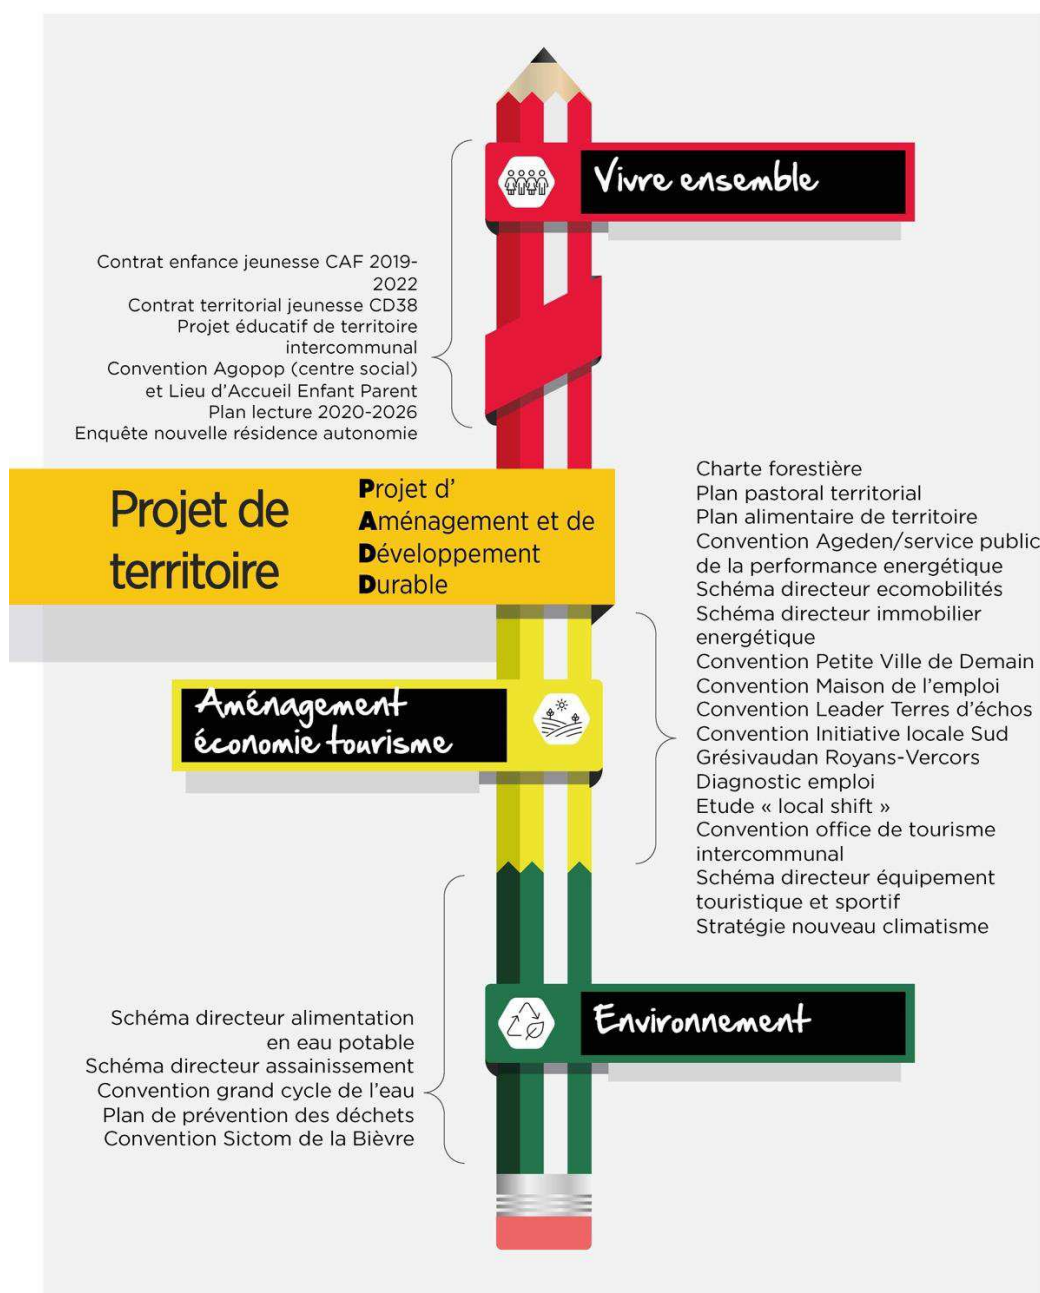 Vivre ensemble
Contrat enfance jeunesse CAF 2019-
2022
Contrat territorial jeunesse CD38
Projet éducatif de territoire
intercommunal
Convention Agopop (centre social)
et Lieu d’Accueil Enfant Parent
Plan lecture 2020-2026
Enquête nouvelle résidence autonomie
Projet de
territoire
Projet d’
Aménagement et de
Développement
Durable
Aménagement
économie tourisme
Charte forestière
Plan pastoral territorial
Plan alimentaire de territoire
Convention Ageden/service public
de la performance energétique
Schéma directeur ecomobilités
Schéma directeur immobilier
energétique
Convention Petite Ville de Demain
Convention Maison de l’emploi
Convention Leader Terres d’échos
Convention Initiative locale Sud
Grésivaudan Royans-Vercors
Diagnostic emploi
Etude « local shift »
Convention office de tourisme
intercommunal
Schéma directeur équipement
touristique et sportif
Stratégie nouveau climatisme
Environnement
Schéma directeur alimentation
en eau potable
Schéma directeur assainissement
Convention grand cycle de l’eau
Plan de prévention des déchets
Convention Sictom de la Bièvre